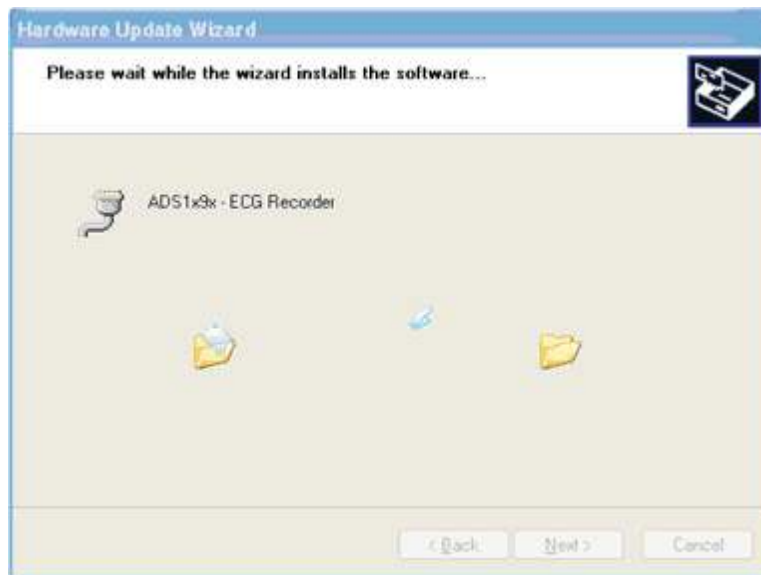 Hardware Update Wizard
Please wait while the wizard installs the software...
ADS1x9x - ECG Recorder
< Back Next > Cancel